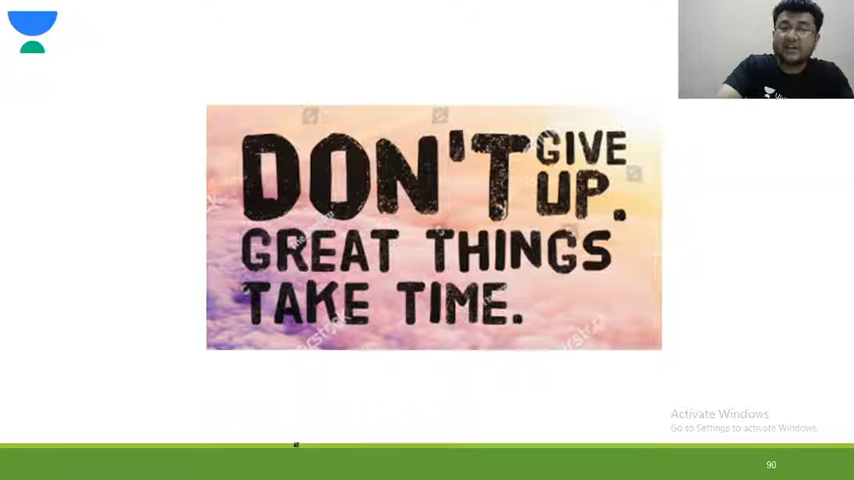 DON'T GIVE
UP.
GREAT THINGS
TAKE TIME.
Activate Windows
Go to Settings to activate Windows.
90